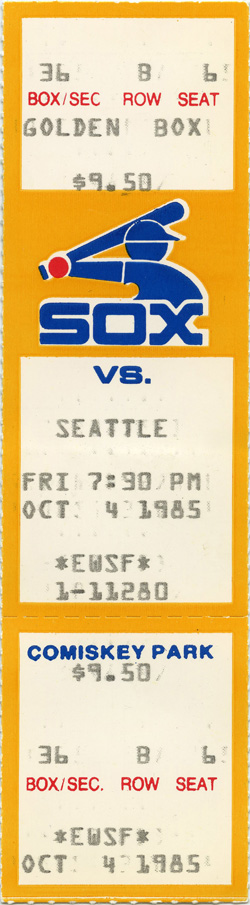 36 B 6
BOX/SEC ROW SEAT
GOLDEN BOX
$9.50
SOX
VS.
SEATTLE
FRI 7:30 PM
OCT 4 1985
*EWSF*
1-11280
COMISKEY PARK
$9.50
36 B 6
BOX/SEC. ROW SEAT
*EWSF*
OCT 4 1985